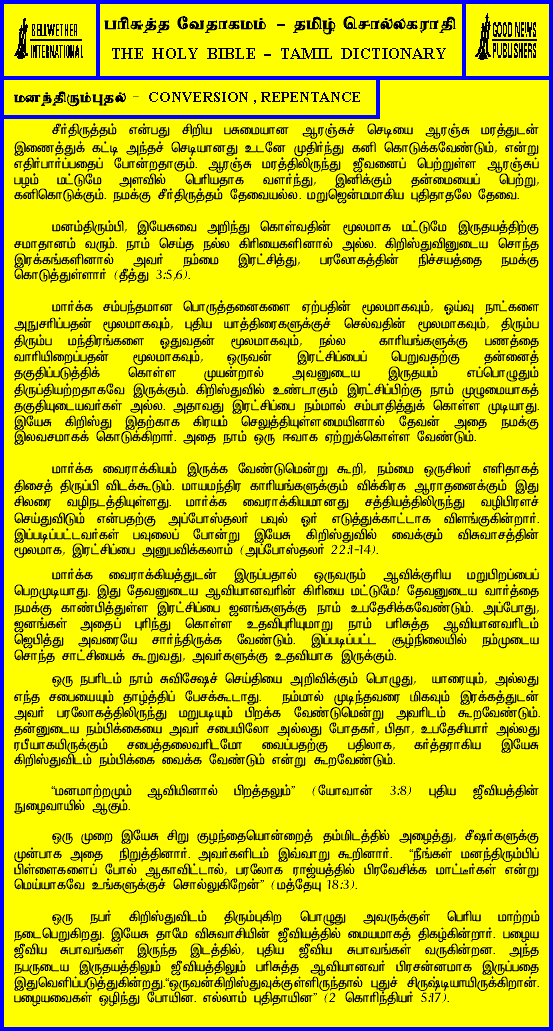 BELLWETHER
INTERNATIONAL
பரிசுத்த வேதாகமம் - தமிழ் சொல்லகராதி
THE HOLY BIBLE - TAMIL DICTIONARY
GOOD NEWS
PUBLISHERS
மனத்திரும்புதல் - CONVERSION , REPENTANCE
சீர்திருத்தம் என்பது சிறிய பசுமையான ஆரஞ்சுச் செடியை ஆரஞ்சு மரத்துடன்
இணைத்துக் கட்டி அந்தச் செடியானது உடனே முதிர்ந்து கனி கொடுக்கவேண்டும், என்று
எதிர்பார்ப்பதைப் போன்றதாகும். ஆரஞ்சு மரத்திலிருந்து ஜீவனைப் பெற்றுள்ள ஆரஞ்சுப்
பழம் மட்டுமே அளவில் பெரியதாக வளர்ந்து, இனிக்கும் தன்மையைப் பெற்று,
கனிகொடுக்கும். நமக்கு சீர்திருத்தம் தேவையல்ல. மறுஜென்மமாகிய புதிதாதலே தேவை.
மனம்திரும்பி, இயேசுவை அறிந்து கொள்வதின் மூலமாக மட்டுமே இருதயத்திற்கு
சமாதானம் வரும். நாம் செய்த நல்ல கிரியைகளினால் அல்ல. கிறிஸ்துவினுடைய சொந்த
இரக்கங்களினால் அவர் நம்மை இரட்சித்து, பரலோகத்தின் நிச்சயத்தை நமக்கு
கொடுத்துள்ளார் (தீத்து 3:5,6).
மார்க்க சம்பந்தமான பொருத்தனைகளை ஏற்பதின் மூலமாகவும், ஓய்வு நாட்களை
அநுசரிப்பதன் மூலமாகவும், புதிய யாத்திரைகளுக்குச் செல்வதின் மூலமாகவும், திரும்ப
திரும்ப மந்திரங்களை ஓதுவதன் மூலமாகவும், நல்ல காரியங்களுக்கு பணத்தை
வாரியிறைப்பதன் மூலமாகவும், ஒருவன் இரட்சிப்பைப் பெறுவதற்கு தன்னைத்
தகுதிப்படுத்திக் கொள்ள முயன்றால் அவனுடைய இருதயம் எப்பொழுதும்
திருப்தியற்றதாகவே இருக்கும். கிறிஸ்துவில் உண்டாகும் இரட்சிப்பிற்கு நாம் முழுமையாகத்
தகுதியுடையவர்கள் அல்ல. அதாவது இரட்சிப்பை நம்மால் சம்பாதித்துக் கொள்ள முடியாது.
இயேசு கிறிஸ்து இதற்காக கிரயம் செலுத்தியுள்ளமையினால் தேவன் அதை நமக்கு
இலவசமாகக் கொடுக்கிறார். அதை நாம் ஒரு ஈவாக ஏற்றுக்கொள்ள வேண்டும்.
மார்க்க வைராக்கியம் இருக்க வேண்டுமென்று கூறி, நம்மை ஒருசிலர் எளிதாகத்
திசைத் திருப்பி விடக்கூடும். மாயமந்திர காரியங்களுக்கும் விக்கிரக ஆராதனைக்கும் இது
சிலரை வழிநடத்தியுள்ளது. மார்க்க வைராக்கியமானது சத்தியத்திலிருந்து வழிபிரளச்
செய்துவிடும் என்பதற்கு அப்போஸ்தலர் பவுல் ஓர் எடுத்துக்காட்டாக விளங்குகின்றார்.
இப்படிப்பட்டவர்கள் பவுலைப் போன்று இயேசு கிறிஸ்துவில் வைக்கும் விசுவாசத்தின்
மூலமாக, இரட்சிப்பை அனுபவிக்கலாம் (அப்போஸ்தலர் 22:1-14).
மார்க்க வைராக்கியத்துடன் இருப்பதால் ஒருவரும் ஆவிக்குரிய மறுபிறப்பைப்
பெறமுடியாது. இது தேவனுடைய ஆவியானவரின் கிரியை மட்டுமே! தேவனுடைய வார்த்தை
நமக்கு காண்பித்துள்ள இரட்சிப்பை ஜனங்களுக்கு நாம் உபதேசிக்கவேண்டும். அப்போது,
ஜனங்கள் அதைப் புரிந்து கொள்ள உதவிபுரியுமாறு நாம் பரிசுத்த ஆவியானவரிடம்
ஜெபித்து அவரையே சார்ந்திருக்க வேண்டும். இப்படிப்பட்ட சூழ்நிலையில் நம்முடைய
சொந்த சாட்சியைக் கூறுவது, அவர்களுக்கு உதவியாக இருக்கும்.
ஒரு நபரிடம் நாம் சுவிசேஷச் செய்தியை அறிவிக்கும் பொழுது, யாரையும், அல்லது
எந்த சபையையும் தாழ்த்திப் பேசக்கூடாது. நம்மால் முடிந்தவரை மிகவும் இரக்கத்துடன்
அவர் பரலோகத்திலிருந்து மறுபடியும் பிறக்க வேண்டுமென்று அவரிடம் கூறவேண்டும்.
தன்னுடைய நம்பிக்கையை அவர் சபையிலோ அல்லது போதகர், பிதா, உபதேசியார் அல்லது
ரபீயாகயிருக்கும் சபைத்தலைவரிடமோ வைப்பதற்கு பதிலாக, கர்த்தராகிய இயேசு
கிறிஸ்துவிடம் நம்பிக்கை வைக்க வேண்டும் என்று கூறவேண்டும்.
“மனமாற்றமும் ஆவியினால் பிறத்தலும்” (யோவான் 3:8) புதிய ஜீவியத்தின்
நுழைவாயில் ஆகும்.
ஒரு முறை இயேசு சிறு குழந்தையொன்றைத் தம்மிடத்தில் அழைத்து, சீஷர்களுக்கு
முன்பாக அதை நிறுத்தினார். அவர்களிடம் இவ்வாறு கூறினார். “நீங்கள் மனந்திரும்பிப்
பிள்ளைகளைப் போல் ஆகாவிட்டால், பரலோக ராஜ்யத்தில் பிரவேசிக்க மாட்டீர்கள் என்று
மெய்யாகவே உங்களுக்குச் சொல்லுகிறேன்” (மத்தேயு 18:3).
ஒரு நபர் கிறிஸ்துவிடம் திரும்புகிற பொழுது அவருக்குள் பெரிய மாற்றம்
நடைபெறுகிறது. இயேசு தாமே விசுவாசியின் ஜீவியத்தில் மையமாகத் திகழ்கின்றார். பழைய
ஜீவிய சுபாவங்கள் இருந்த இடத்தில், புதிய ஜீவிய சுபாவங்கள் வருகின்றன. அந்த
நபருடைய இருதயத்திலும் ஜீவியத்திலும் பரிசுத்த ஆவியானவர் பிரசன்னமாக இருப்பதை
இதுவெளிப்படுத்துகின்றது.“ஒருவன்கிறிஸ்துவுக்குள்ளிருந்தால் புதுச் சிருஷ்டியாயிருக்கிறான்.
பழையவைகள் ஒழிந்து போயின. எல்லாம் புதிதாயின” (2 கொரிந்தியர் 5:17).